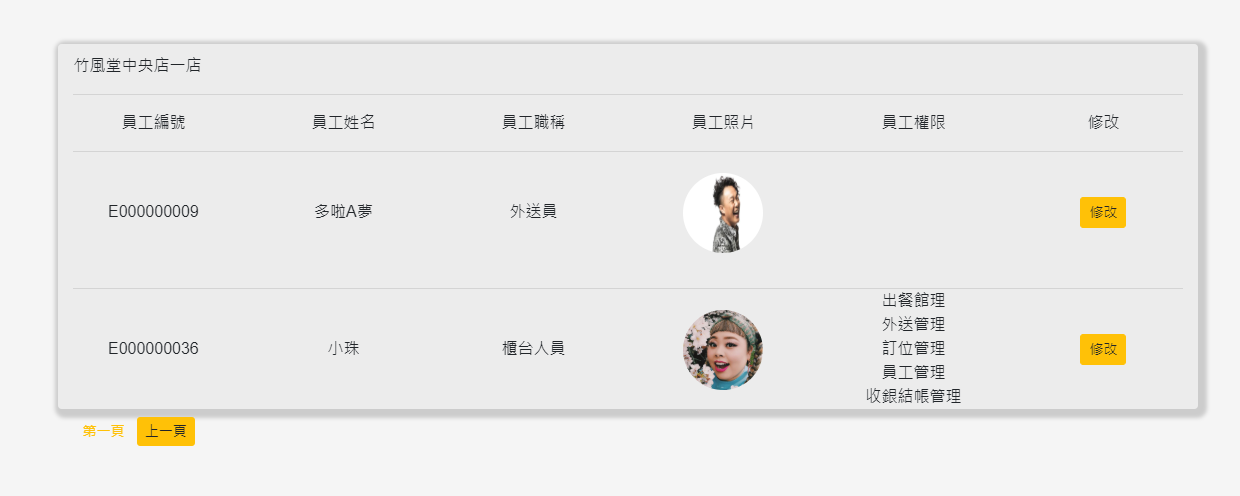 竹風堂中央店一店
員工編號 員工姓名 員工職稱 員工照片 員工權限 修改
E000000009 多啦A夢 外送員 修改
出餐館理
外送管理
E000000036 小珠 櫃台人員 訂位管理 修改
員工管理
收銀結帳管理
第一頁 上一頁